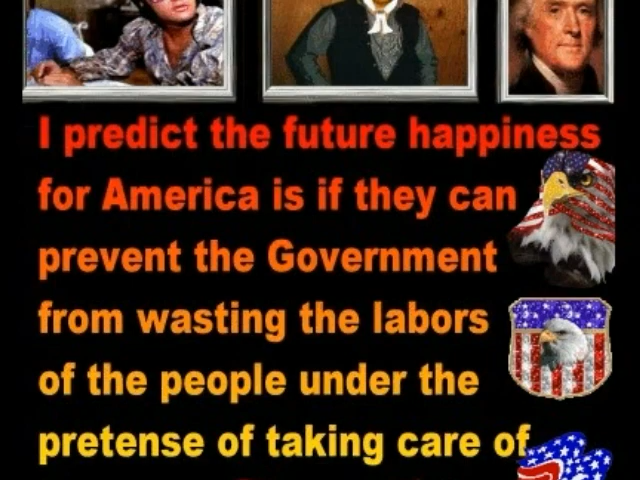 I predict the future happiness
for America is if they can
prevent the Government
from wasting the labors
of the people under the
pretense of taking care of